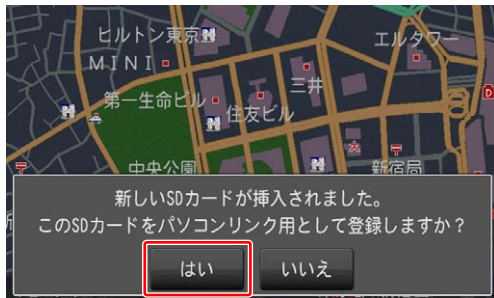 ヒルトン東京
エルタワー
MINI
三井
第一生命ビル
住友ビル
中央公園
新宿局
新しいSDカードが挿入されました。
このSDカードをパソコンリンク用として登録しますか？
はい
いいえ